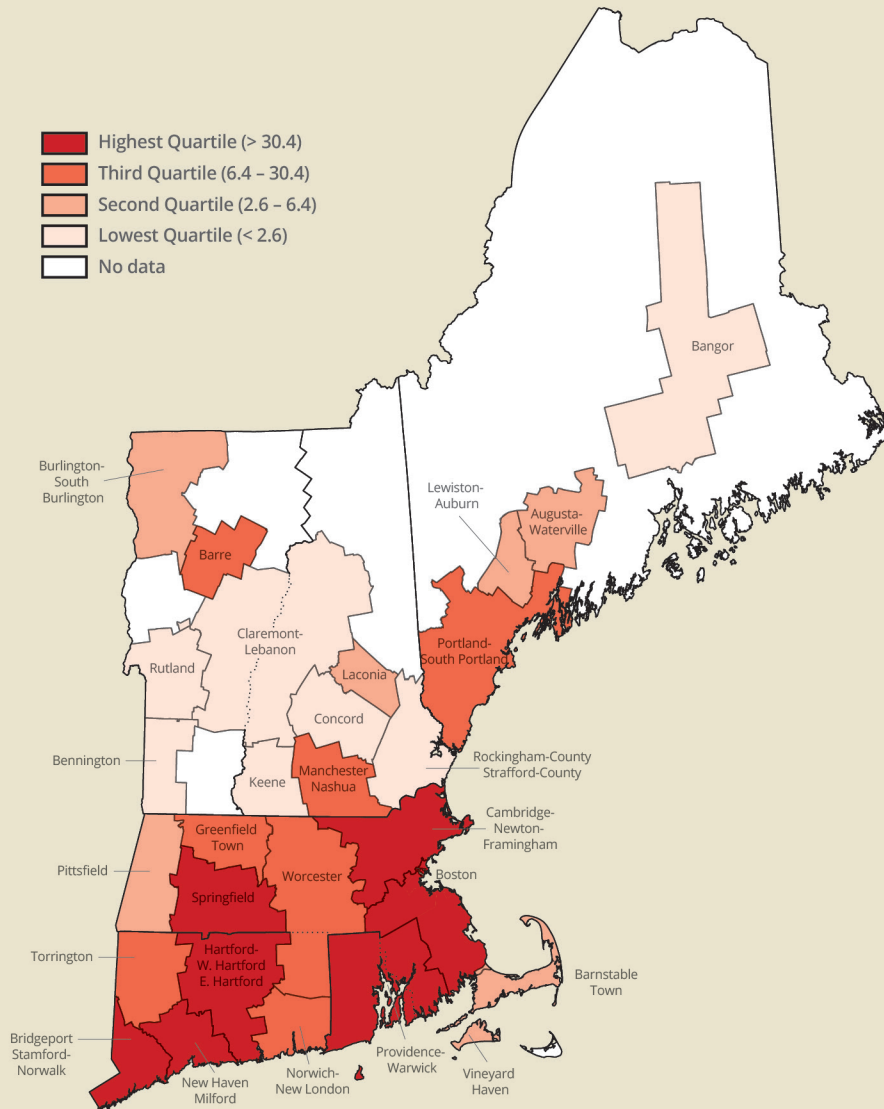 Highest Quartile (> 30.4)
Third Quartile (6.4 – 30.4)
Second Quartile (2.6 – 6.4)
Lowest Quartile (< 2.6)
No data
Bangor
Burlington-
South
Burlington
Lewiston-
Auburn
Augusta-
Waterville
Barre
Claremont-
Lebanon
Portland-
South Portland
Rutland
Laconia
Concord
Bennington
Keene
Manchester
Nashua
Rockingham-County
Strafford-County
Cambridge-
Newton-
Framingham
Greenfield
Town
Pittsfield
Worcester
Boston
Springfield
Torrington
Hartford-
W. Hartford
E. Hartford
Barnstable
Town
Bridgeport
Stamford-
Norwalk
New Haven
Milford
Norwich-
New London
Providence-
Warwick
Vineyard
Haven